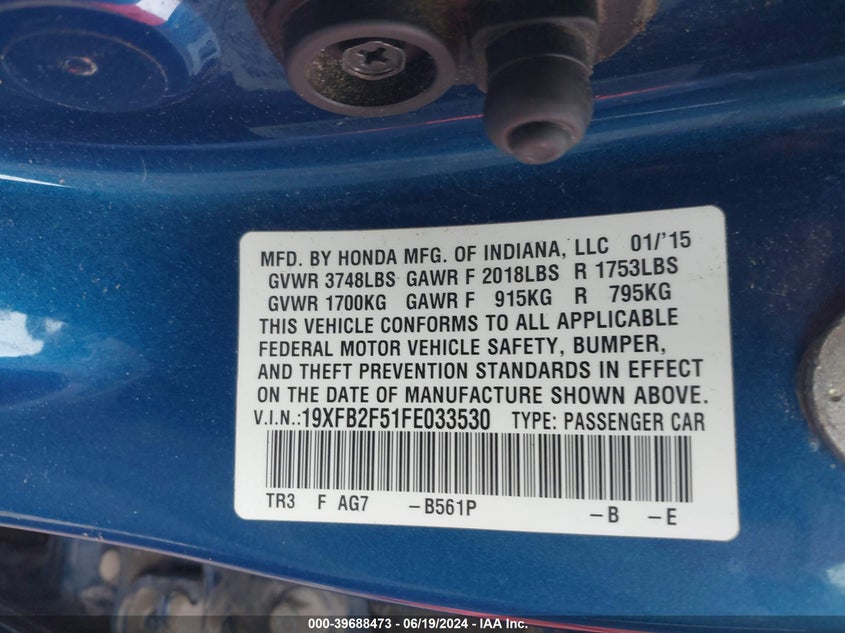 MFD. BY HONDA MFG. OF INDIANA, LLC 01/'15
GVWR 3748LBS GAWR F 2018LBS R 1753LBS
GVWR 1700KG GAWR F 915KG R 795KG
THIS VEHICLE CONFORMS TO ALL APPLICABLE
FEDERAL MOTOR VEHICLE SAFETY, BUMPER,
AND THEFT PREVENTION STANDARDS IN EFFECT
ON THE DATE OF MANUFACTURE SHOWN ABOVE.
V.I.N.:19XFB2F51FE033530 TYPE: PASSENGER CAR
TR3 F AG7 -B561P -B -E
000-39688473 - 06/19/2024 - IAA Inc.